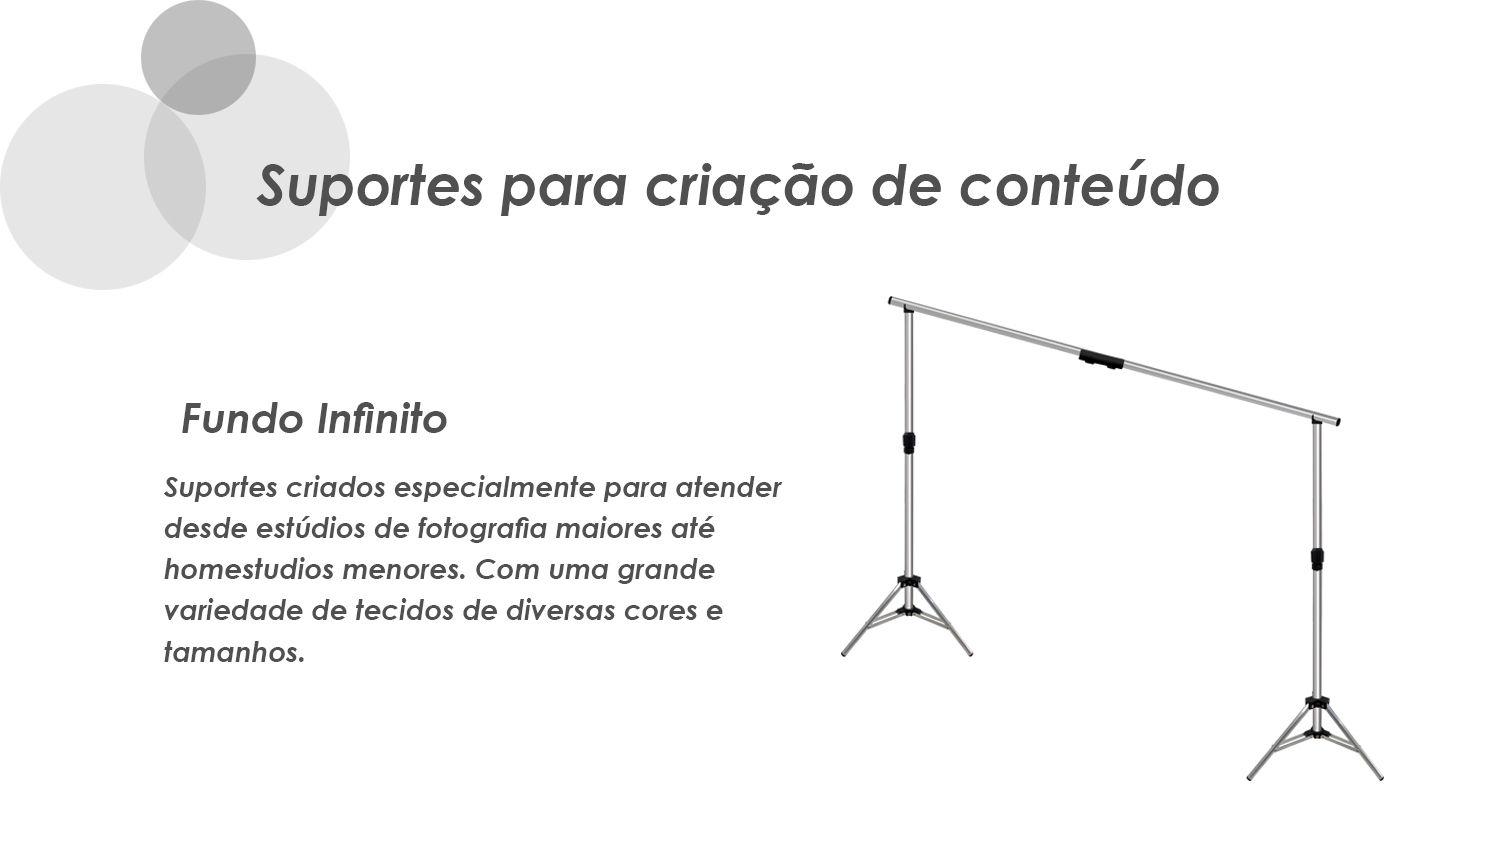 Suportes para criação de conteúdo
Fundo Infinito
Suportes criados especialmente para atender
desde estúdios de fotografia maiores até
homestudios menores. Com uma grande
variedade de tecidos de diversas cores e
tamanhos.